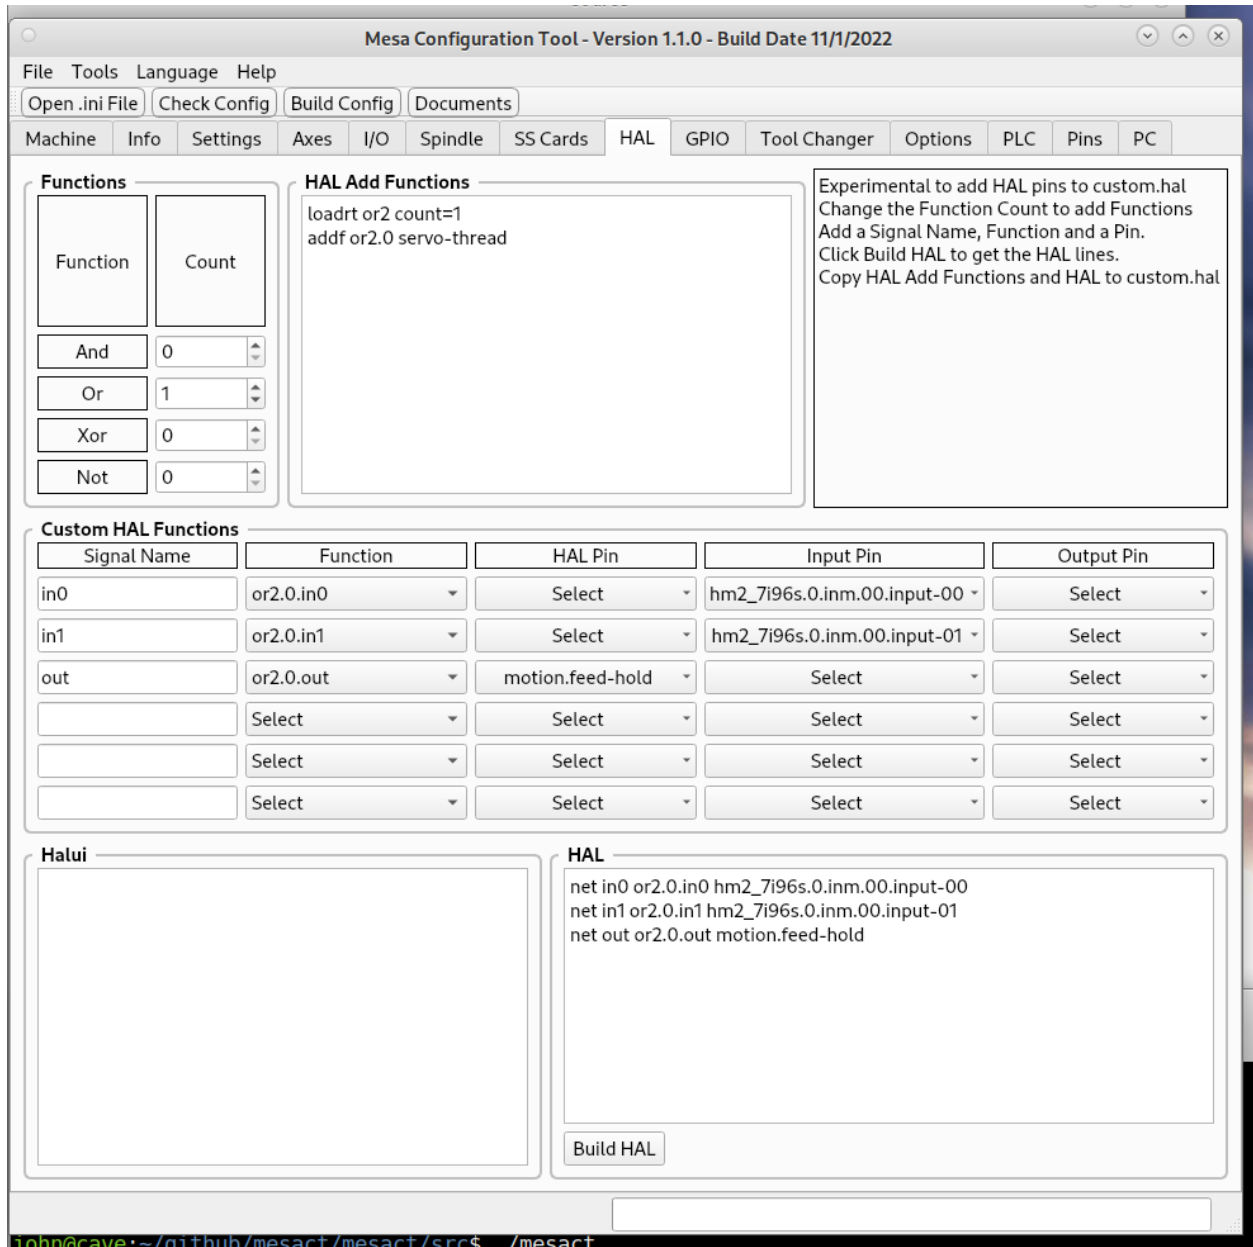 Mesa Configuration Tool - Version 1.1.0 - Build Date 11/1/2022
File Tools Language Help
Open .ini File Check Config Build Config Documents
Machine Info Settings Axes I/O Spindle SS Cards HAL GPIO Tool Changer Options PLC Pins PC
Functions
Function Count
And 0
Or 1
Xor 0
Not 0
HAL Add Functions
loadrt or2 count=1
addf or2.0 servo-thread
Experimental to add HAL pins to custom.hal
Change the Function Count to add Functions
Add a Signal Name, Function and a Pin.
Click Build HAL to get the HAL lines.
Copy HAL Add Functions and HAL to custom.hal
Custom HAL Functions
Signal Name Function HAL Pin Input Pin Output Pin
in0 or2.0.in0 Select hm2_7i96s.0.inm.00.input-00 Select
in1 or2.0.in1 Select hm2_7i96s.0.inm.00.input-01 Select
out or2.0.out motion.feed-hold Select Select
Select Select Select Select
Select Select Select Select
Select Select Select Select
Halui
HAL
net in0 or2.0.in0 hm2_7i96s.0.inm.00.input-00
net in1 or2.0.in1 hm2_7i96s.0.inm.00.input-01
net out or2.0.out motion.feed-hold
Build HAL
john@cave:~/github/mesact/mesact/src$ ./mesact